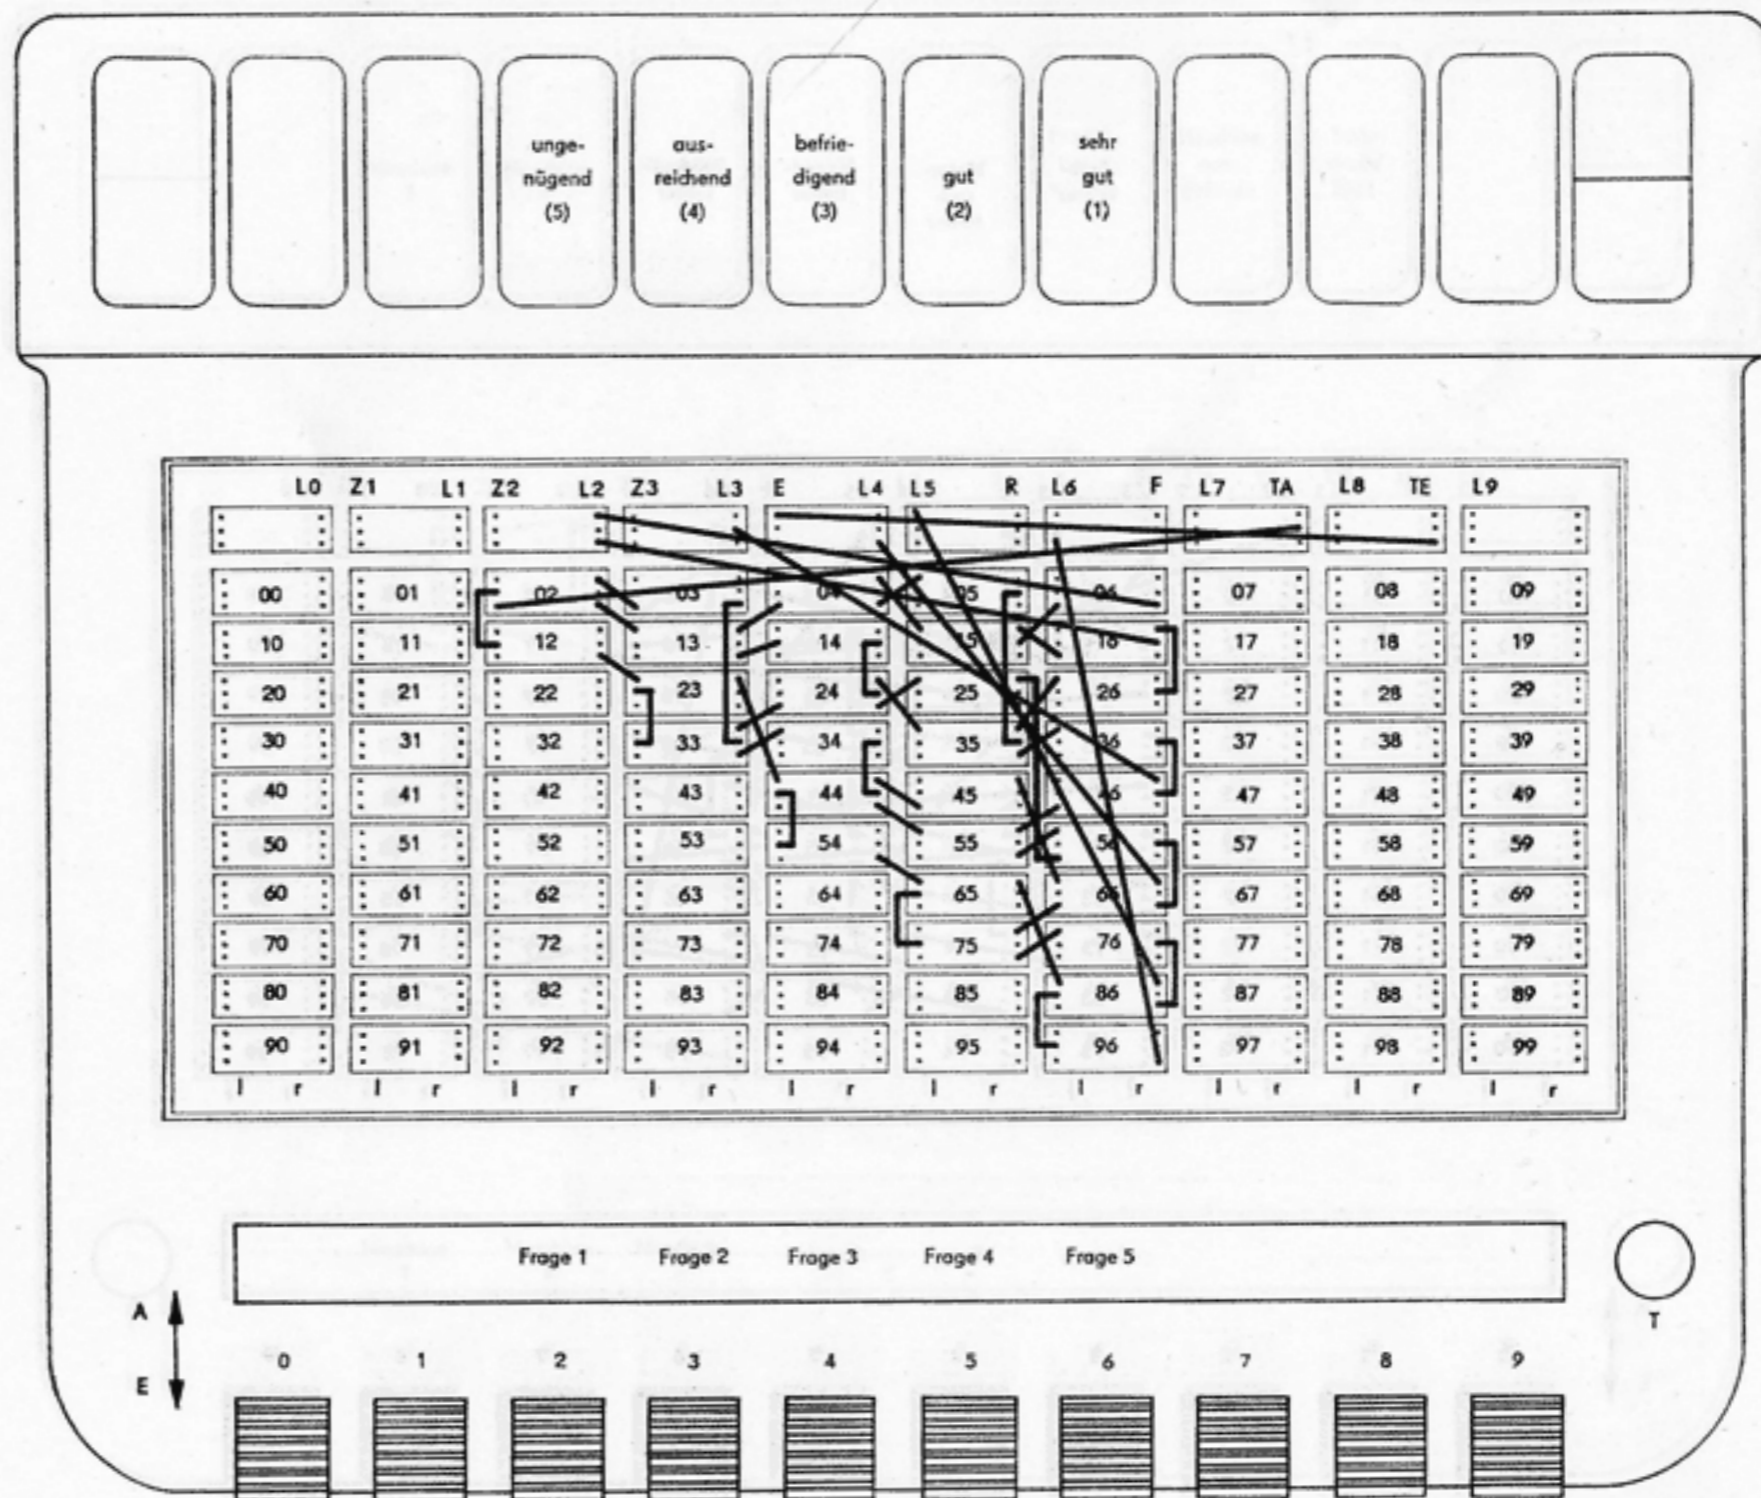 unge-
nügend
(5)
aus-
reichend
(4)
befrie-
digend
(3)
gut
(2)
sehr
gut
(1)
L0 Z1 L1 Z2 L2 Z3 L3 E L4 L5 R L6 F L7 TA L8 TE L9
00 01 02 03 04 05 06 07 08 09
10 11 12 13 14 15 16 17 18 19
20 21 22 23 24 25 26 27 28 29
30 31 32 33 34 35 36 37 38 39
40 41 42 43 44 45 46 47 48 49
50 51 52 53 54 55 56 57 58 59
60 61 62 63 64 65 66 67 68 69
70 71 72 73 74 75 76 77 78 79
80 81 82 83 84 85 86 87 88 89
90 91 92 93 94 95 96 97 98 99
l r l r l r l r l r l r l r l r l r l r
Frage 1 Frage 2 Frage 3 Frage 4 Frage 5
A
T
E
0 1 2 3 4 5 6 7 8 9